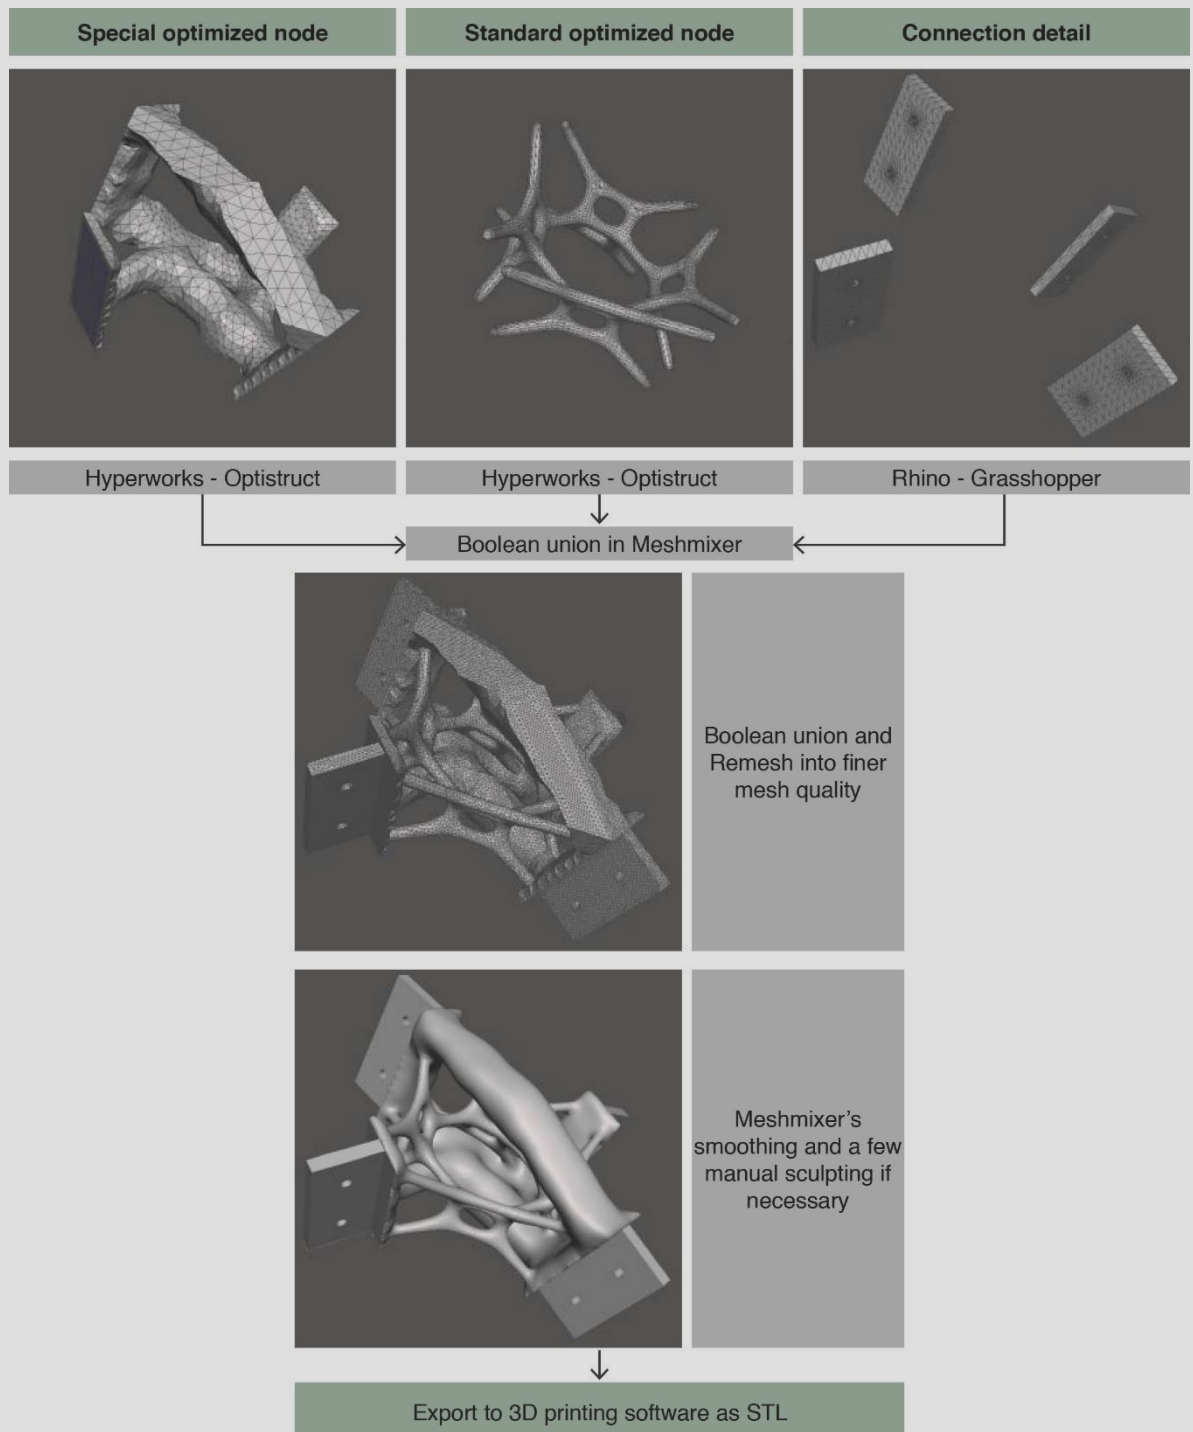 Special optimized node
Standard optimized node
Connection detail
Hyperworks - Optistruct
Hyperworks - Optistruct
Rhino - Grasshopper
Boolean union in Meshmixer
Boolean union and
Remesh into finer
mesh quality
Meshmixer's
smoothing and a few
manual sculpting if
necessary
Export to 3D printing software as STL